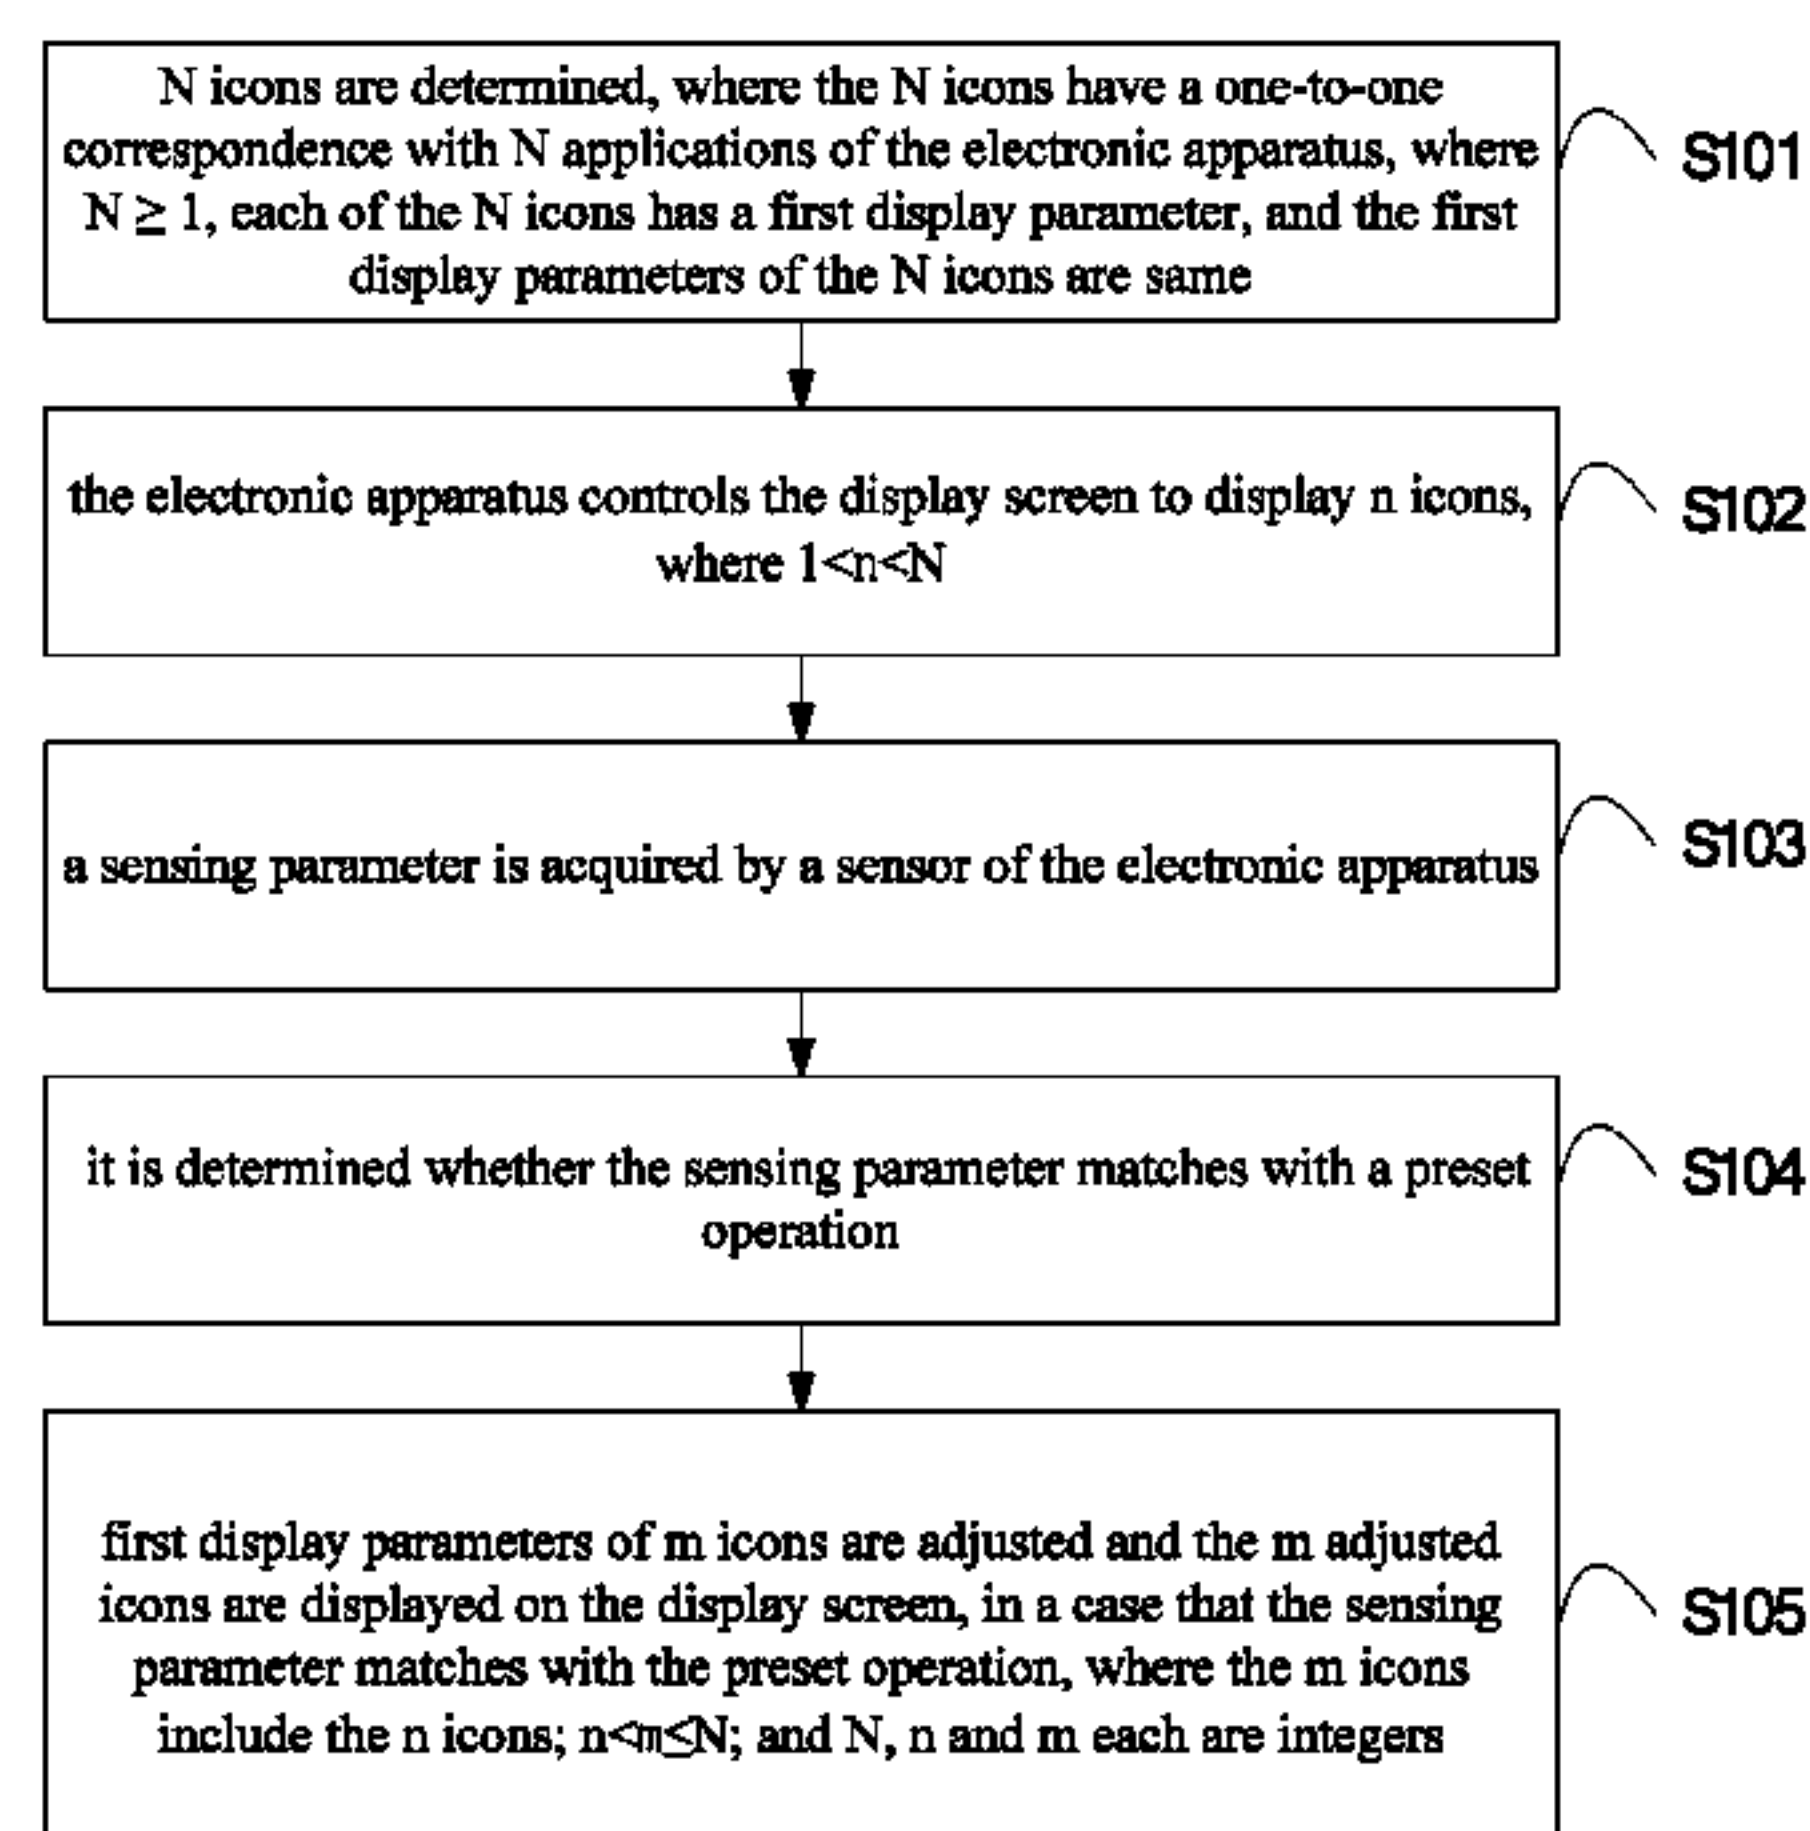 N icons are determined, where the N icons have a one-to-one
correspondence with N applications of the electronic apparatus, where
N ≥ 1, each of the N icons has a first display parameter, and the first
display parameters of the N icons are same
S101
the electronic apparatus controls the display screen to display n icons,
where 1<n<N
S102
a sensing parameter is acquired by a sensor of the electronic apparatus
S103
it is determined whether the sensing parameter matches with a preset
operation
S104
first display parameters of m icons are adjusted and the m adjusted
icons are displayed on the display screen, in a case that the sensing
parameter matches with the preset operation, where the m icons
include the n icons; n<m≤N; and N, n and m each are integers
S105